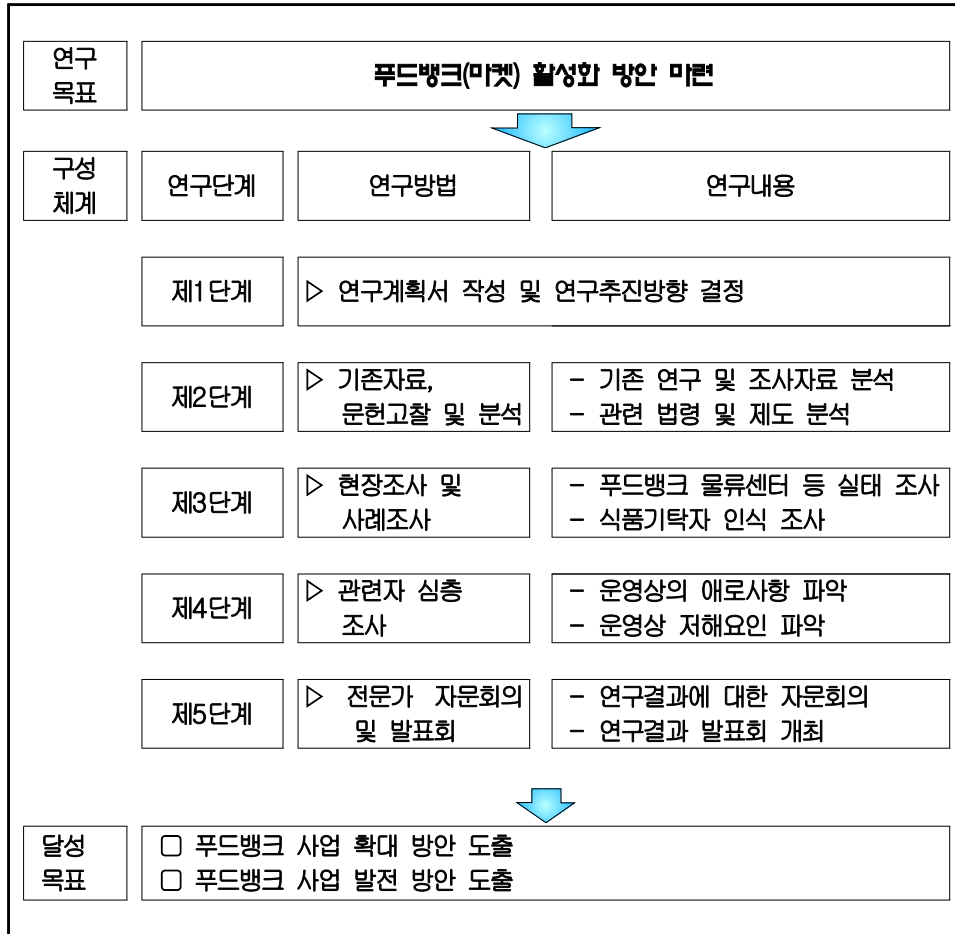 연구
목표
푸드뱅크(마켓) 활성화 방안 마련
구성
체계
연구단계
연구방법
연구내용
제1단계
▷ 연구계획서 작성 및 연구추진방향 결정
제2단계
▷ 기존자료,
문헌고찰 및 분석
- 기존 연구 및 조사자료 분석
- 관련 법령 및 제도 분석
제3단계
▷ 현장조사 및
사례조사
- 푸드뱅크 물류센터 등 실태 조사
- 식품기탁자 인식 조사
제4단계
▷ 관련자 심층
조사
- 운영상의 애로사항 파악
- 운영상 저해요인 파악
제5단계
▷ 전문가 자문회의
및 발표회
- 연구결과에 대한 자문회의
- 연구결과 발표회 개최
달성
목표
□ 푸드뱅크 사업 확대 방안 도출
□ 푸드뱅크 사업 발전 방안 도출